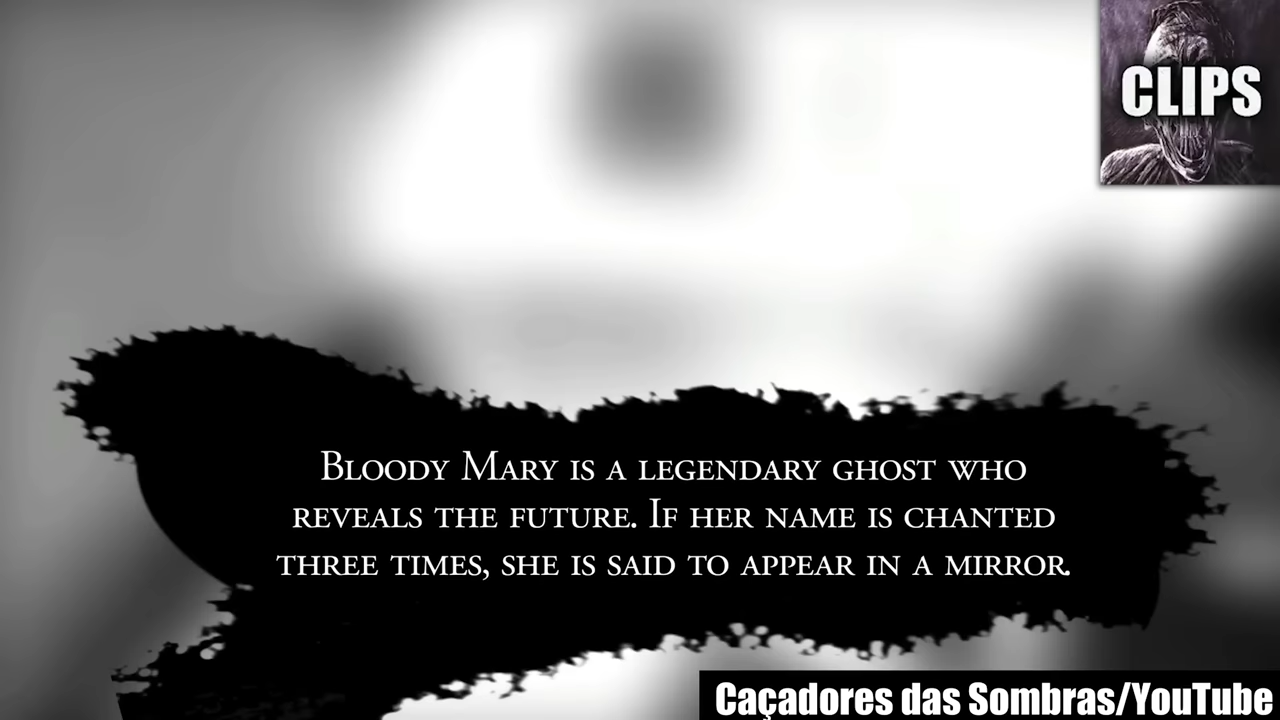 CLIPS
Bloody Mary is a legendary ghost who
reveals the future. If her name is chanted
three times, she is said to appear in a mirror.
Caçadores das Sombras/YouTube